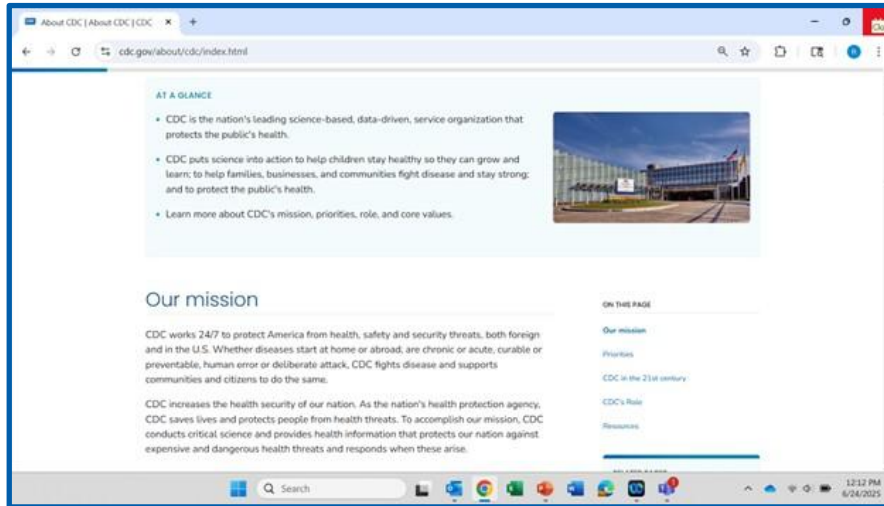 About CDC | About CDC | CDC
cdc.gov/about/cdc/index.html
AT A GLANCE
• CDC is the nation's leading science-based, data-driven, service organization that
protects the public's health.
• CDC puts science into action to help children stay healthy so they can grow and
learn; to help families, businesses, and communities fight disease and stay strong;
and to protect the public's health.
• Learn more about CDC's mission, priorities, role, and core values.
Our mission
CDC works 24/7 to protect America from health, safety and security threats, both foreign
and in the U.S. Whether diseases start at home or abroad, are chronic or acute, curable or
preventable, human error or deliberate attack, CDC fights disease and supports
communities and citizens to do the same.
CDC increases the health security of our nation. As the nation's health protection agency,
CDC saves lives and protects people from health threats. To accomplish our mission, CDC
conducts critical science and provides health information that protects our nation against
expensive and dangerous health threats and responds when these arise.
ON THIS PAGE
Our mission
Priorities
CDC in the 21st century
CDC's Role
Resources
Search
12:12 PM
6/24/2025